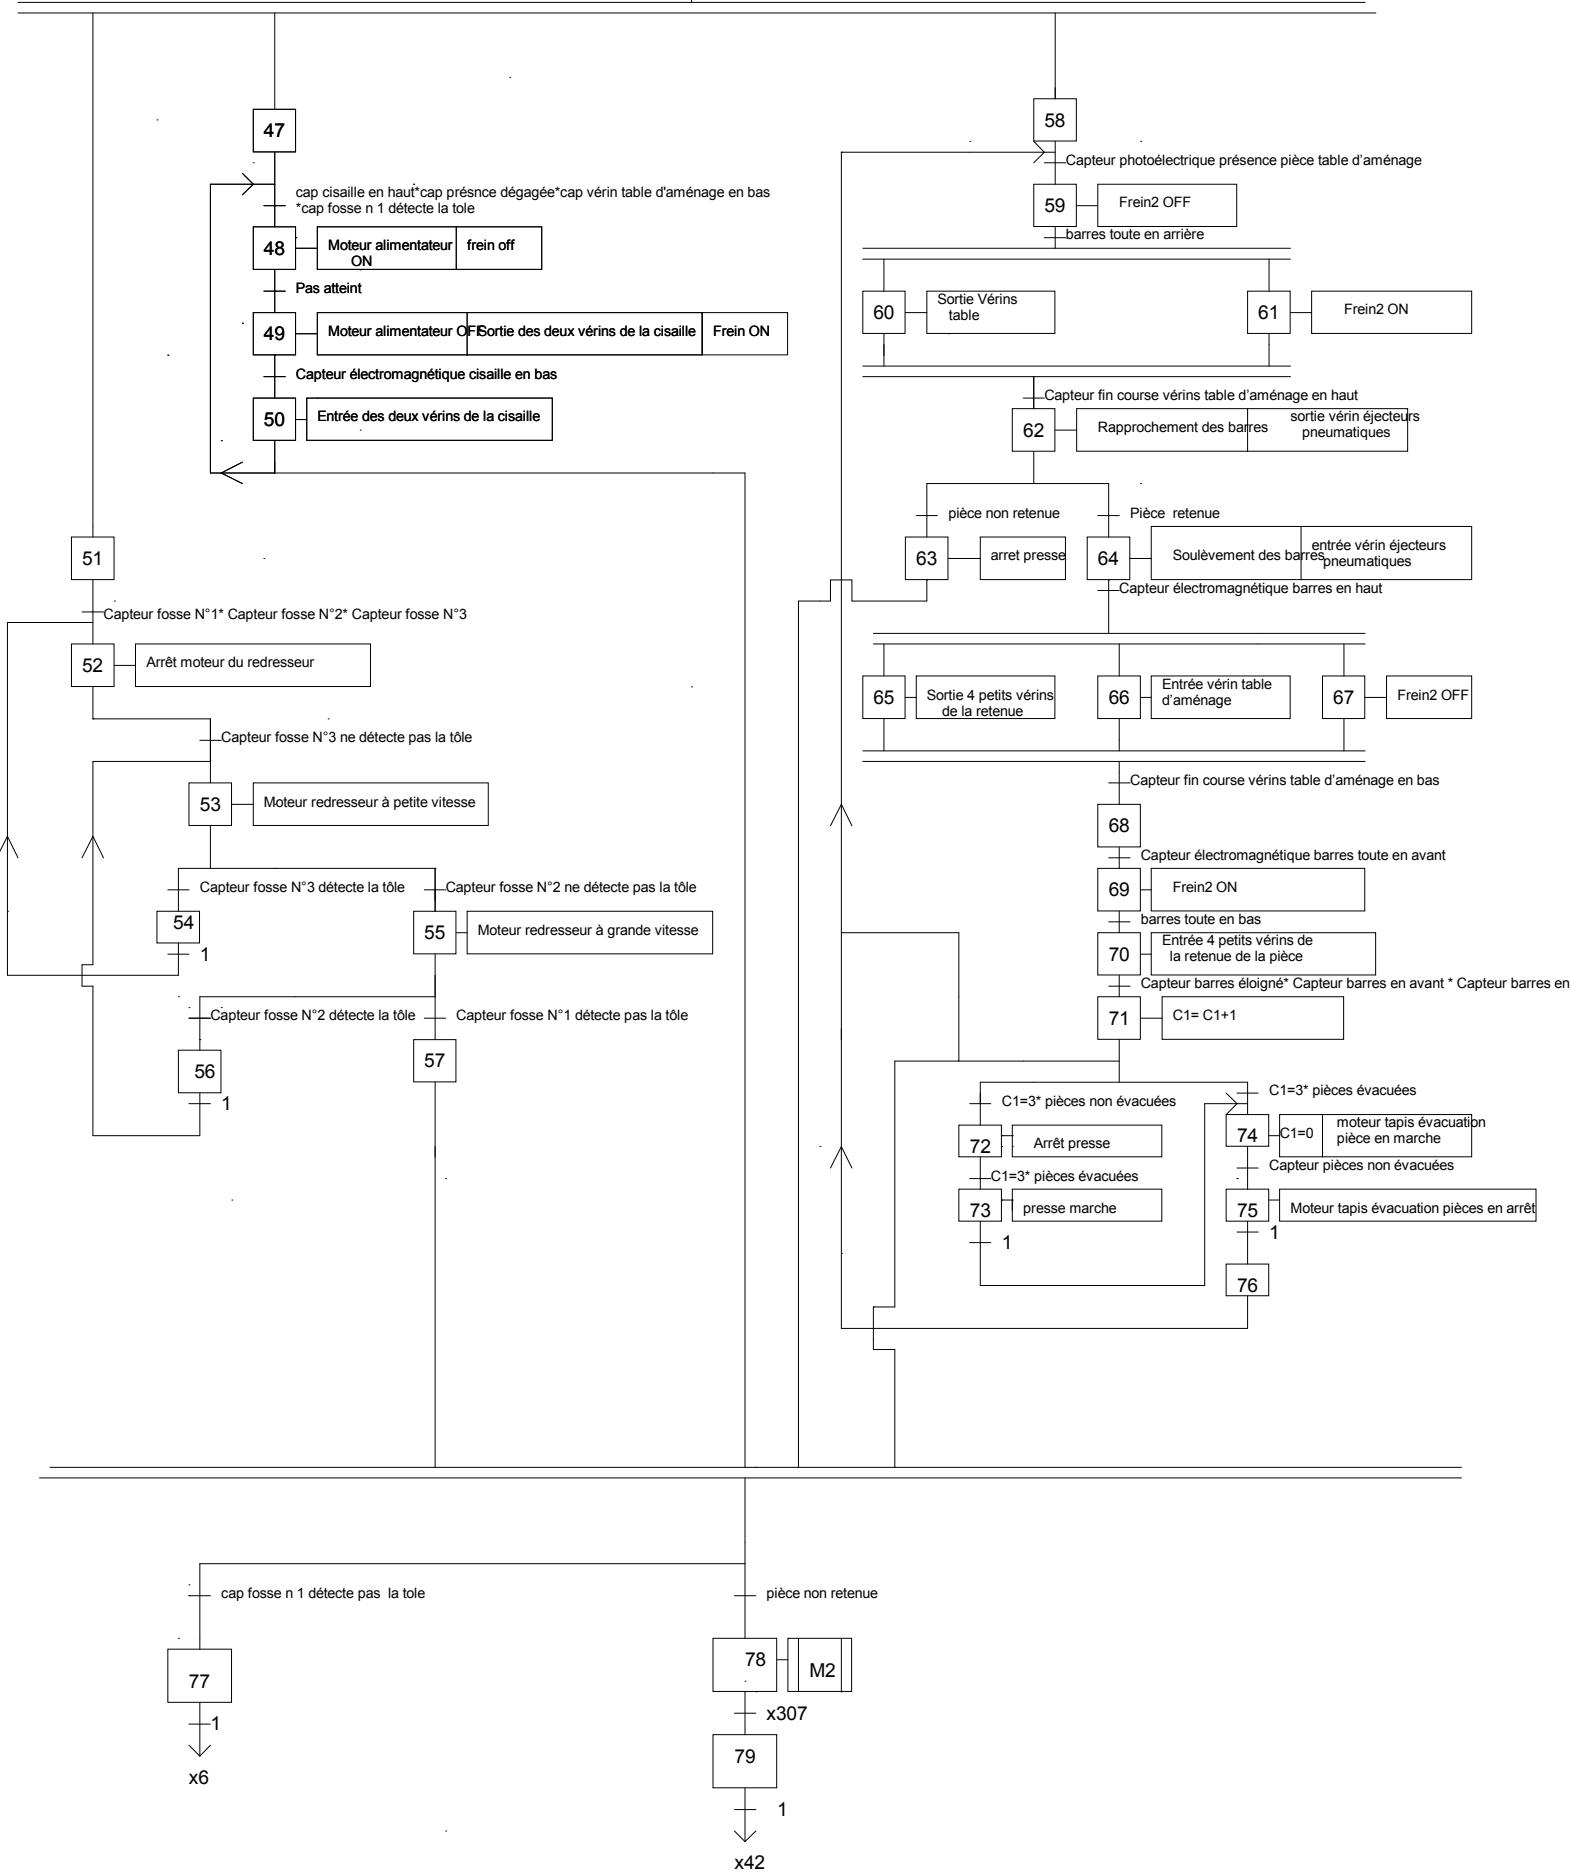 47
cap cisaille en haut*cap présnce dégagée*cap vérin table d'aménage en bas
*cap fosse n 1 détecte la tole
48
Moteur alimentateur
ON
frein off
Pas atteint
49
Moteur alimentateur OFF
Sortie des deux vérins de la cisaille
Frein ON
Capteur électromagnétique cisaille en bas
50
Entrée des deux vérins de la cisaille
51
Capteur fosse N°1* Capteur fosse N°2* Capteur fosse N°3
52
Arrêt moteur du redresseur
Capteur fosse N°3 ne détecte pas la tôle
53
Moteur redresseur à petite vitesse
Capteur fosse N°3 détecte la tôle
Capteur fosse N°2 ne détecte pas la tôle
54
1
55
Moteur redresseur à grande vitesse
Capteur fosse N°2 détecte la tôle
Capteur fosse N°1 détecte pas la tôle
56
1
57
58
Capteur photoélectrique présence pièce table d'aménage
59
Frein2 OFF
barres toute en arrière
60
Sortie Vérins
table
61
Frein2 ON
Capteur fin course vérins table d'aménage en haut
62
Rapprochement des barres
sortie vérin éjecteurs
pneumatiques
pièce non retenue
Pièce retenue
63
arret presse
64
Soulèvement des barres
entrée vérin éjecteurs
pneumatiques
Capteur électromagnétique barres en haut
65
Sortie 4 petits vérins
de la retenue
66
Entrée vérin table
d'aménage
67
Frein2 OFF
Capteur fin course vérins table d'aménage en bas
68
Capteur électromagnétique barres toute en avant
69
Frein2 ON
barres toute en bas
70
Entrée 4 petits vérins de
la retenue de la pièce
Capteur barres éloigné* Capteur barres en avant * Capteur barres en
71
C1= C1+1
C1=3* pièces non évacuées
C1=3* pièces évacuées
72
Arrêt presse
C1=3* pièces évacuées
73
presse marche
1
74
C1=0
moteur tapis évacuation
pièce en marche
Capteur pièces non évacuées
75
Moteur tapis évacuation pièces en arrêt
1
76
cap fosse n 1 détecte pas la tole
pièce non retenue
77
1
x6
78
M2
x307
79
1
x42